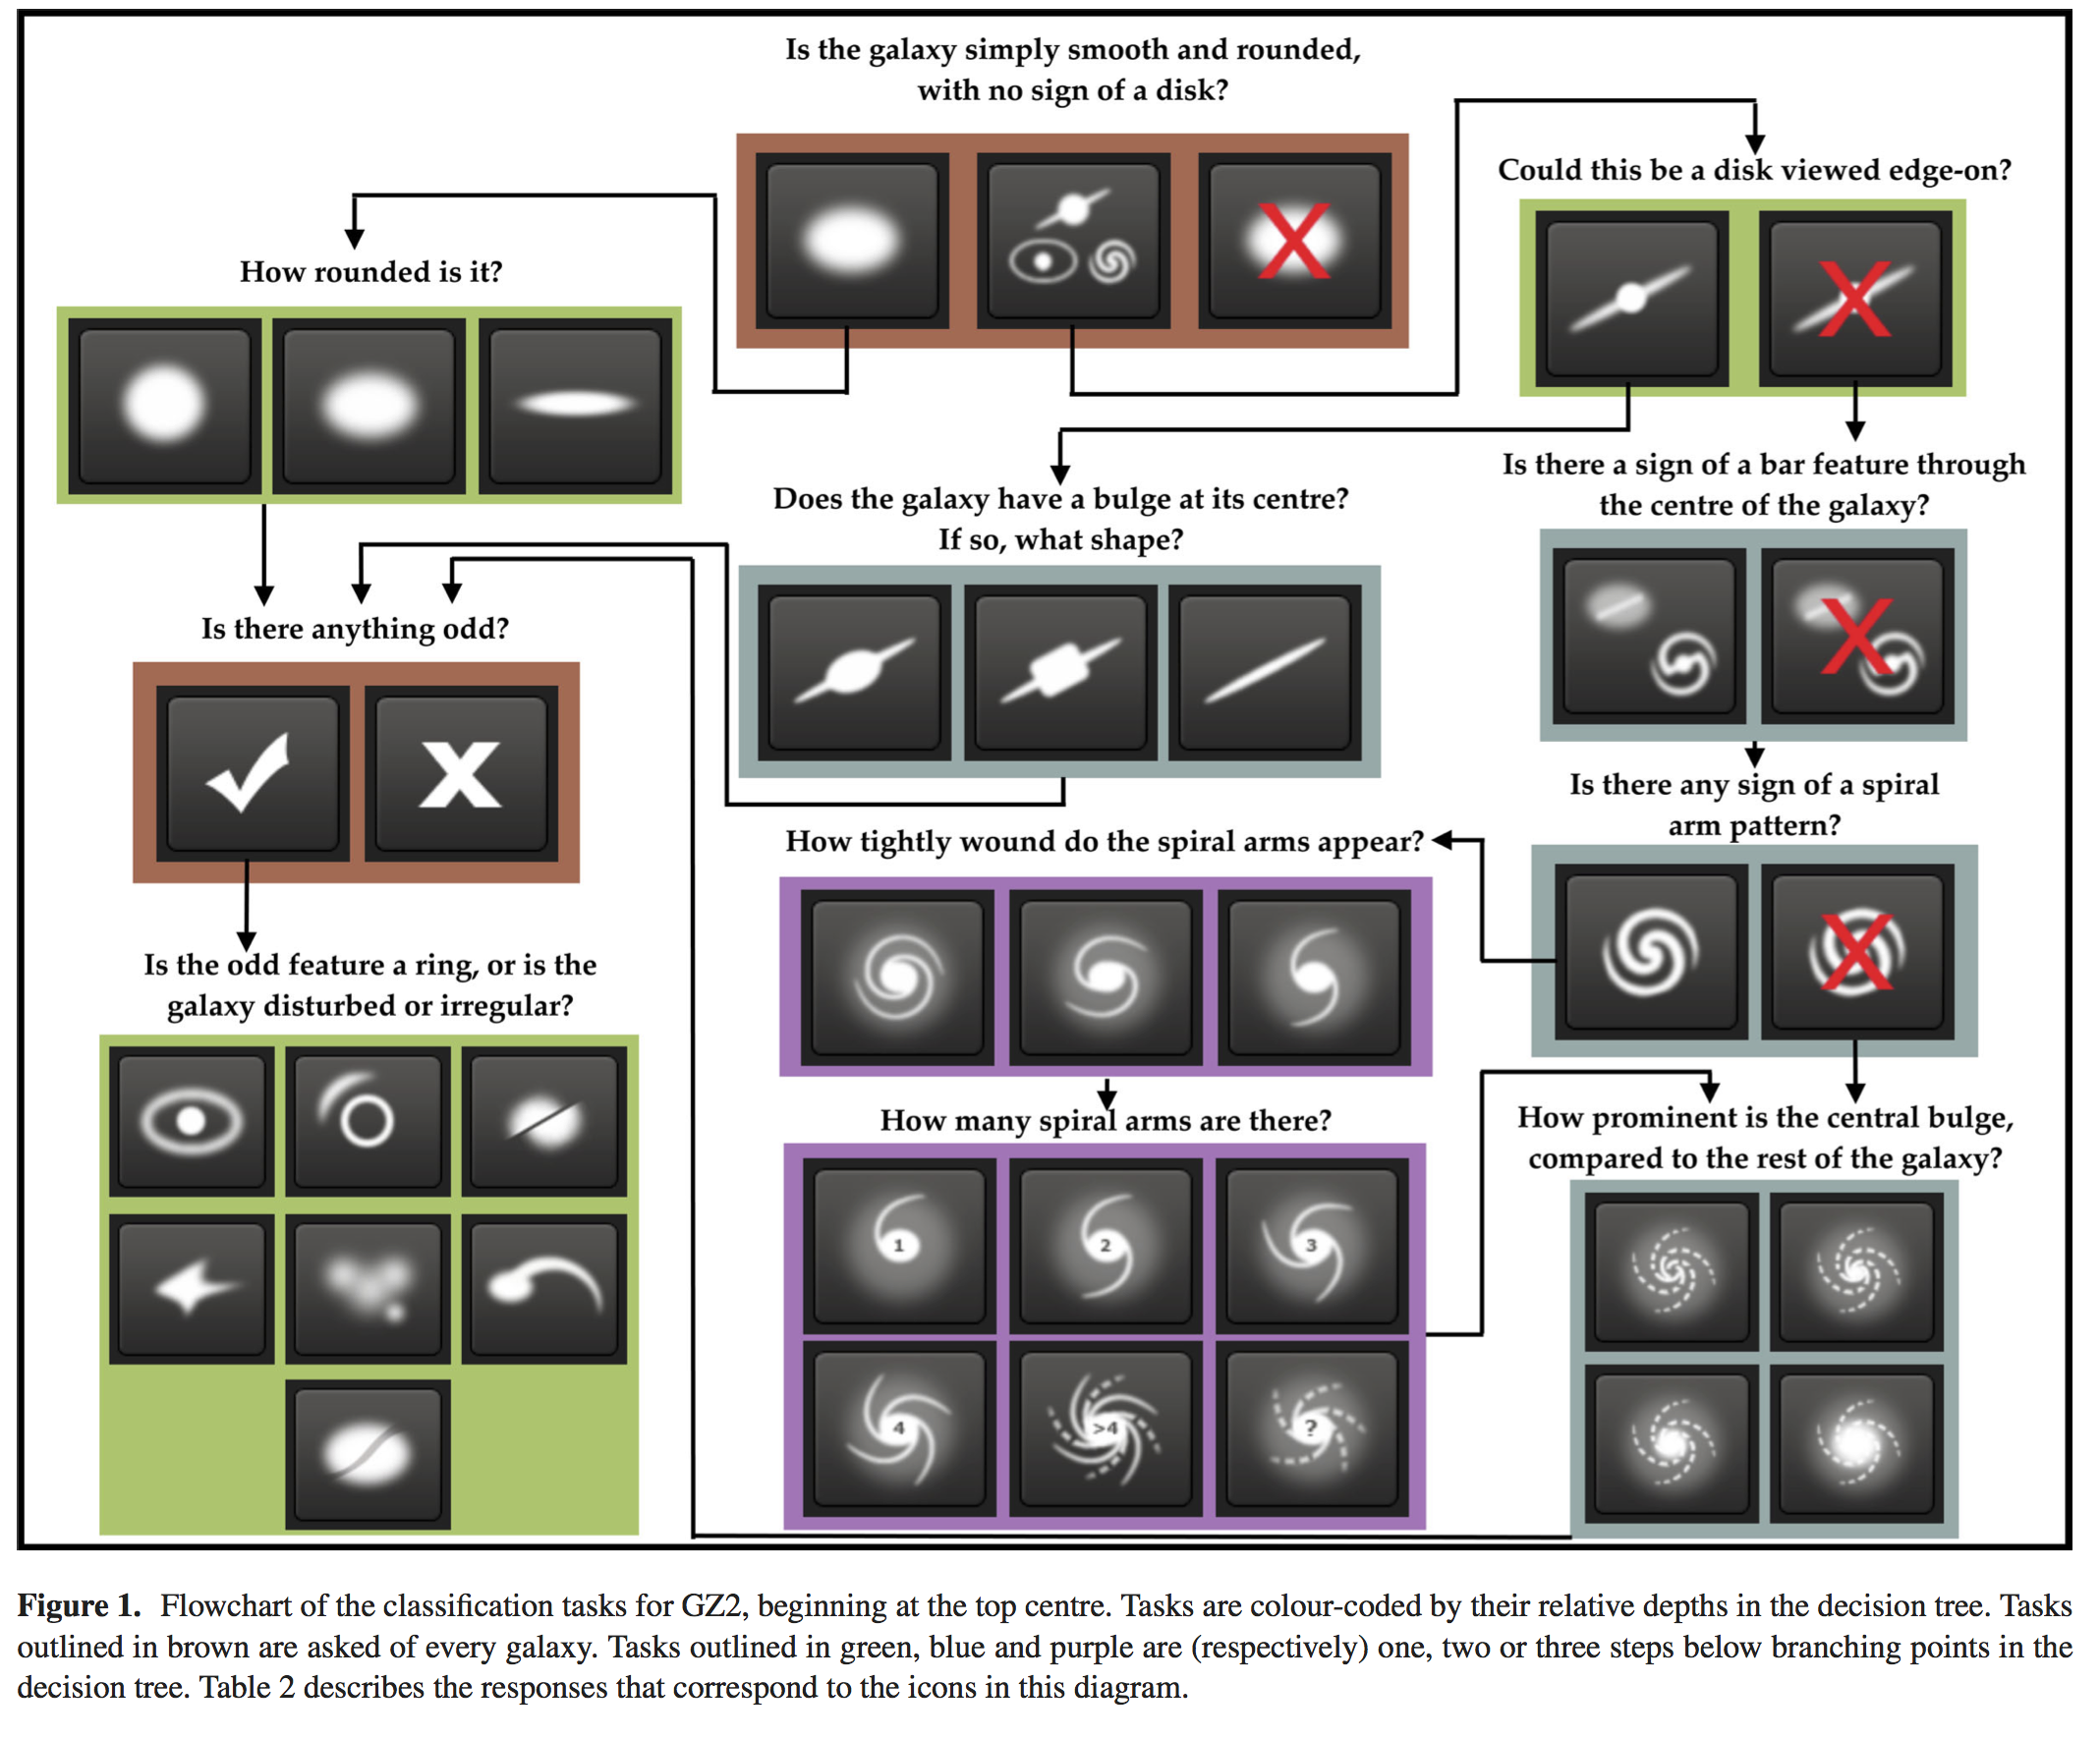 Is the galaxy simply smooth and rounded,
with no sign of a disk?
Could this be a disk viewed edge-on?
How rounded is it?
Does the galaxy have a bulge at its centre?
If so, what shape?
Is there a sign of a bar feature through
the centre of the galaxy?
Is there anything odd?
Is there any sign of a spiral
arm pattern?
How tightly wound do the spiral arms appear?
Is the odd feature a ring, or is the
galaxy disturbed or irregular?
How many spiral arms are there?
1
2
3
4
>4
?
How prominent is the central bulge,
compared to the rest of the galaxy?
Figure 1. Flowchart of the classification tasks for GZ2, beginning at the top centre. Tasks are colour-coded by their relative depths in the decision tree. Tasks
outlined in brown are asked of every galaxy. Tasks outlined in green, blue and purple are (respectively) one, two or three steps below branching points in the
decision tree. Table 2 describes the responses that correspond to the icons in this diagram.